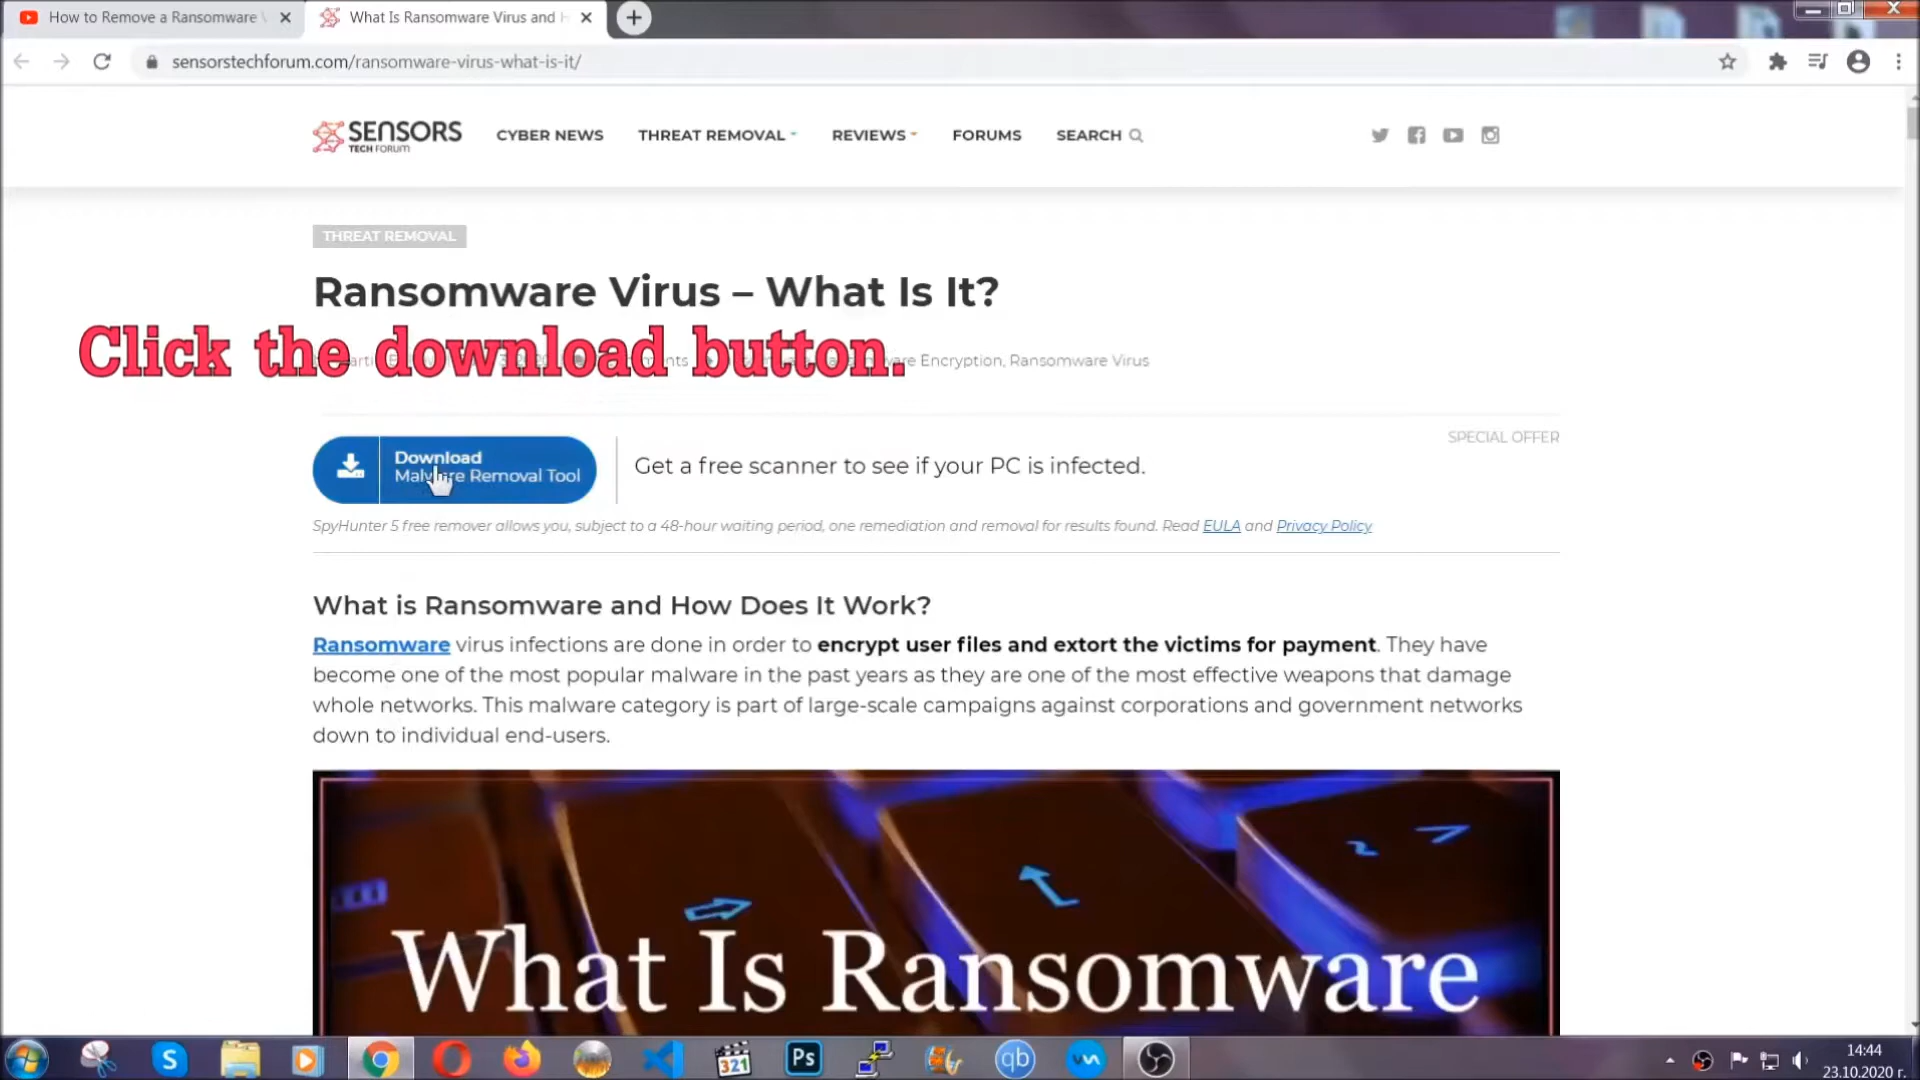 How to Remove a Ransomware
What Is Ransomware Virus and
sensorstechforum.com/ransomware-virus-what-is-it/
SENSORS
TECH FORUM
CYBER NEWS
THREAT REMOVAL
REVIEWS
FORUMS
SEARCH
THREAT REMOVAL
Ransomware Virus – What Is It?
Click the download button.
Encryption, Ransomware Virus
SPECIAL OFFER
Download
Malware Removal Tool
Get a free scanner to see if your PC is infected.
SpyHunter 5 free remover allows you, subject to a 48-hour waiting period, one remediation and removal for results found. Read EULA and Privacy Policy
What is Ransomware and How Does It Work?
Ransomware virus infections are done in order to encrypt user files and extort the victims for payment. They have
become one of the most popular malware in the past years as they are one of the most effective weapons that damage
whole networks. This malware category is part of large-scale campaigns against corporations and government networks
down to individual end-users.
What Is Ransomware
S
321
Ps
qb
14:44
23.10.2020 г.